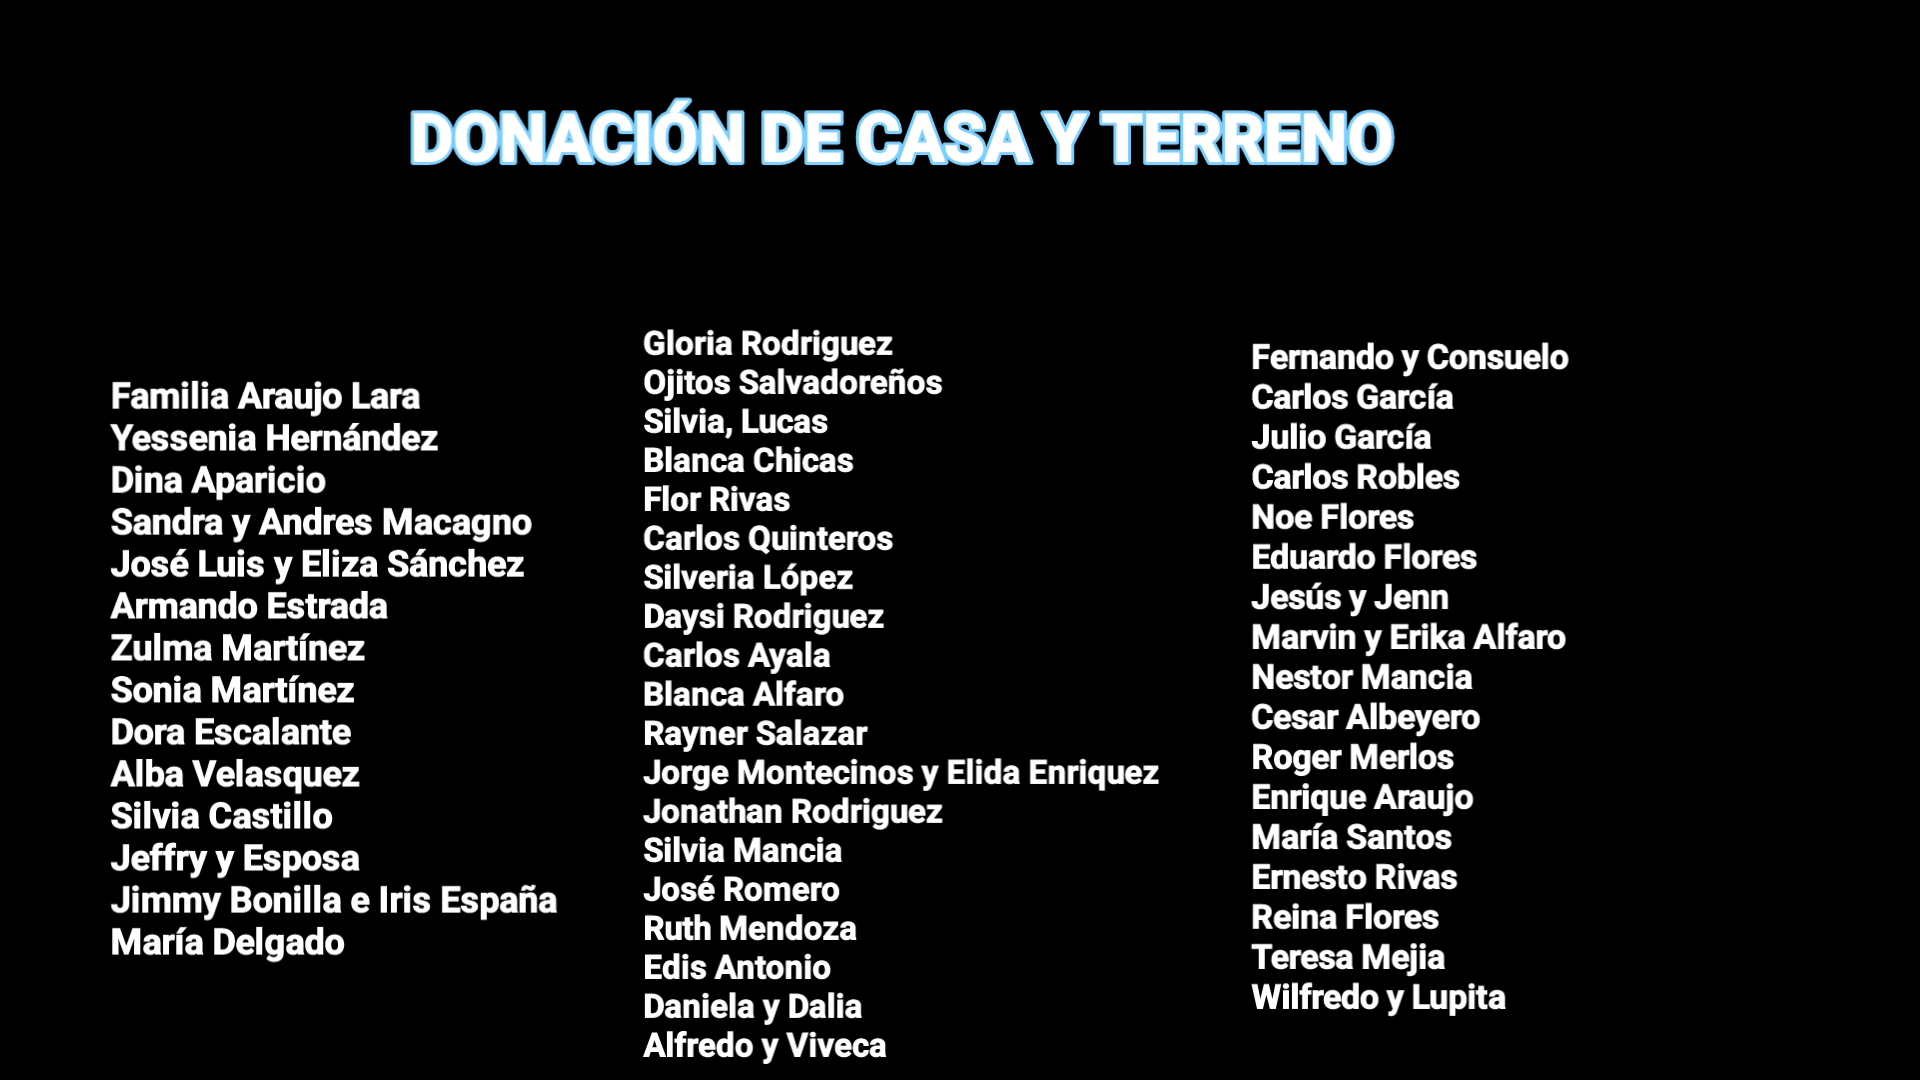 DONACIÓN DE CASA Y TERRENO
Familia Araujo Lara
Yessenia Hernández
Dina Aparicio
Sandra y Andres Macagno
José Luis y Eliza Sánchez
Armando Estrada
Zulma Martínez
Sonia Martínez
Dora Escalante
Alba Velasquez
Silvia Castillo
Jeffry y Esposa
Jimmy Bonilla e Iris España
María Delgado
Gloria Rodriguez
Ojitos Salvadoreños
Silvia, Lucas
Blanca Chicas
Flor Rivas
Carlos Quinteros
Silveria López
Daysi Rodriguez
Carlos Ayala
Blanca Alfaro
Rayner Salazar
Jorge Montecinos y Elida Enriquez
Jonathan Rodriguez
Silvia Mancia
José Romero
Ruth Mendoza
Edis Antonio
Daniela y Dalia
Alfredo y Viveca
Fernando y Consuelo
Carlos García
Julio García
Carlos Robles
Noe Flores
Eduardo Flores
Jesús y Jenn
Marvin y Erika Alfaro
Nestor Mancia
Cesar Albeyero
Roger Merlos
Enrique Araujo
María Santos
Ernesto Rivas
Reina Flores
Teresa Mejia
Wilfredo y Lupita